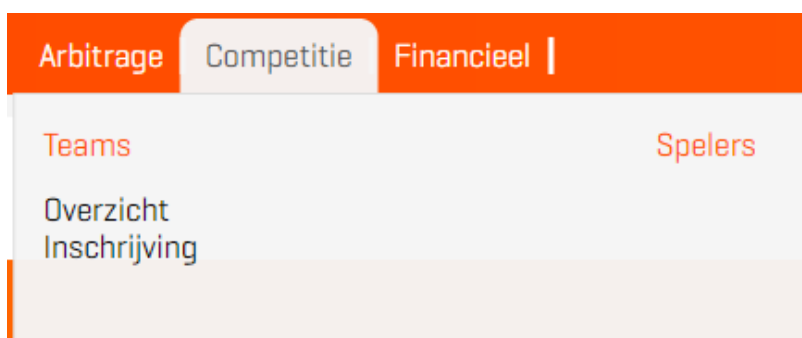 Arbitrage Competitie Financieel
Teams Spelers
Overzicht
Inschrijving